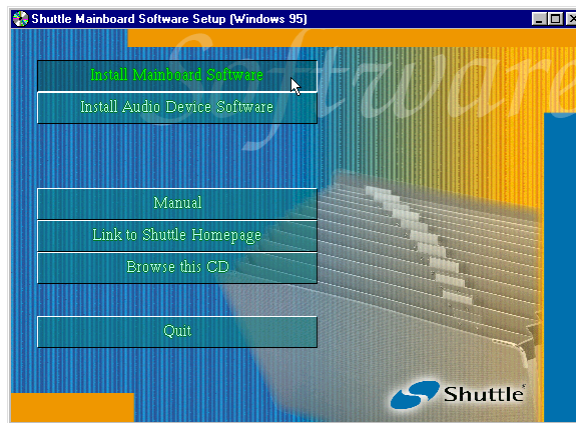 Shuttle Mainboard Software Setup (Windows 95)
Software
Install Mainboard Software
Install Audio Device Software
Manual
Link to Shuttle Homepage
Browse this CD
Quit
Shuttle